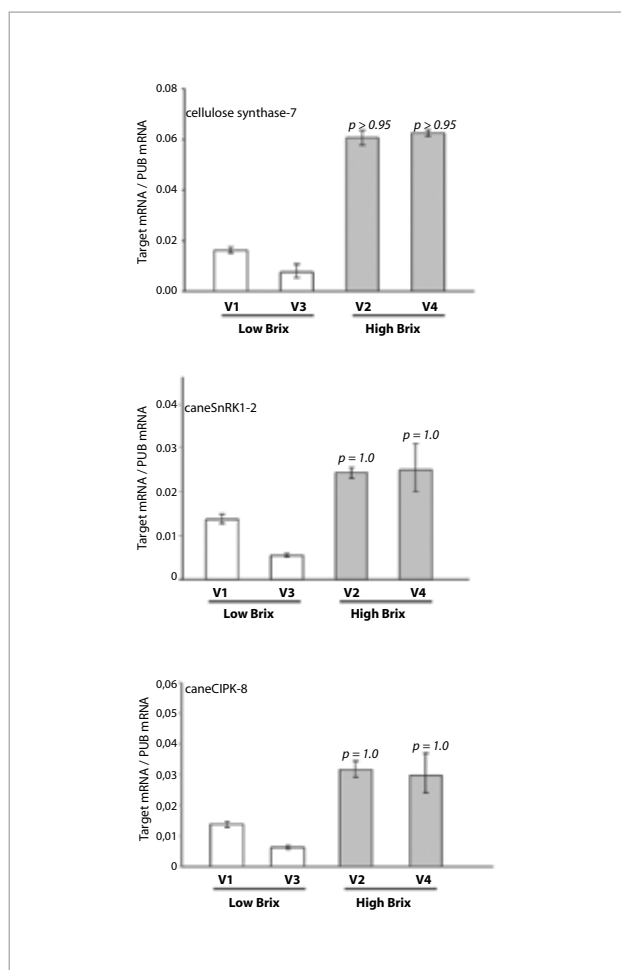 0.08
cellulose synthase-7
p > 0.95 p > 0.95
0.06
Target mRNA / PUB mRNA
0.04
0.02
0.00
V1 V3 V2 V4
Low Brix High Brix
caneSnRK1-2
0.04
p = 1.0
p = 1.0
0.03
Target mRNA / PUB mRNA
0.02
0.01
0
V1 V3 V2 V4
Low Brix High Brix
0,06
caneCIPK-8
0,05
p = 1.0 p = 1.0
0,04
Target mRNA / PUB mRNA
0,03
0,02
0,01
0
V1 V3 V2 V4
Low Brix High Brix